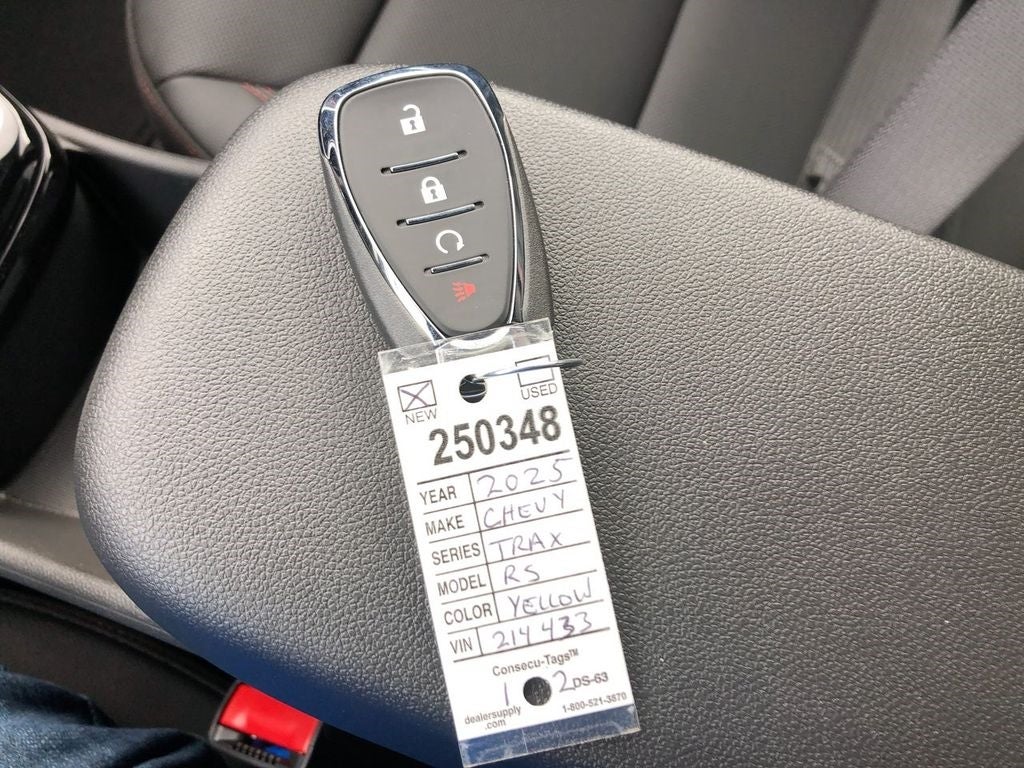 NEW USED
250348
YEAR 2025
MAKE CHEVY
SERIES TRAX
MODEL RS
COLOR YELLOW
VIN 214433
Consecu-Tags™
1 2 DS-63
dealersupply 1-800-521-3870
.com